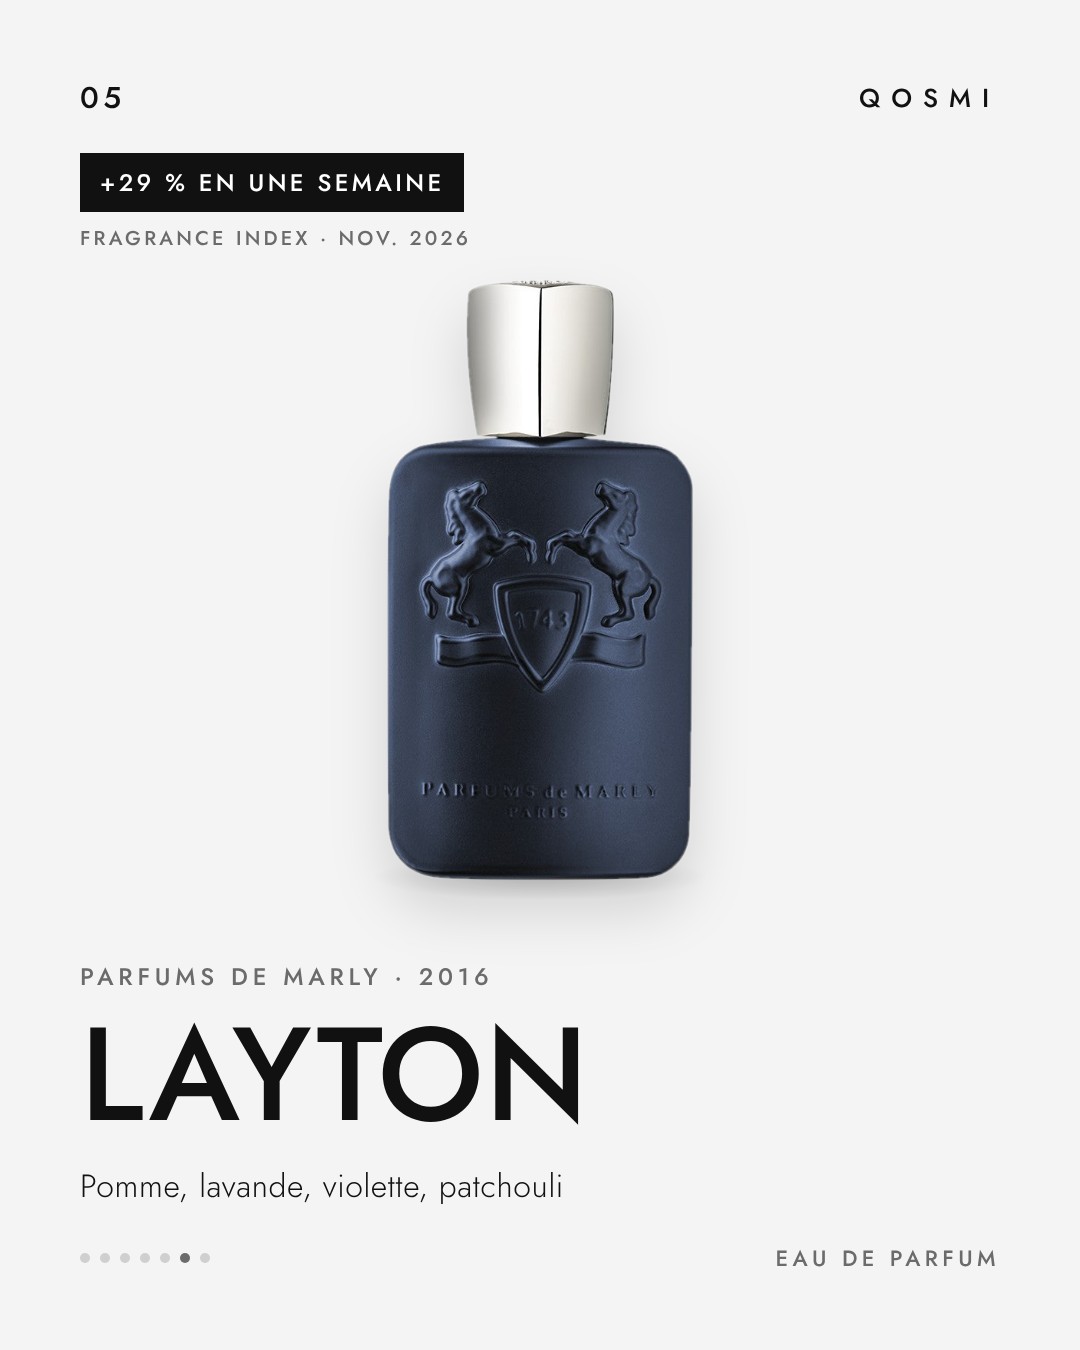 05
QOSMI
+29 % EN UNE SEMAINE
FRAGRANCE INDEX · NOV. 2026
1743
PARFUMS de MARLY
PARIS
PARFUMS DE MARLY · 2016
LAYTON
Pomme, lavande, violette, patchouli
EAU DE PARFUM